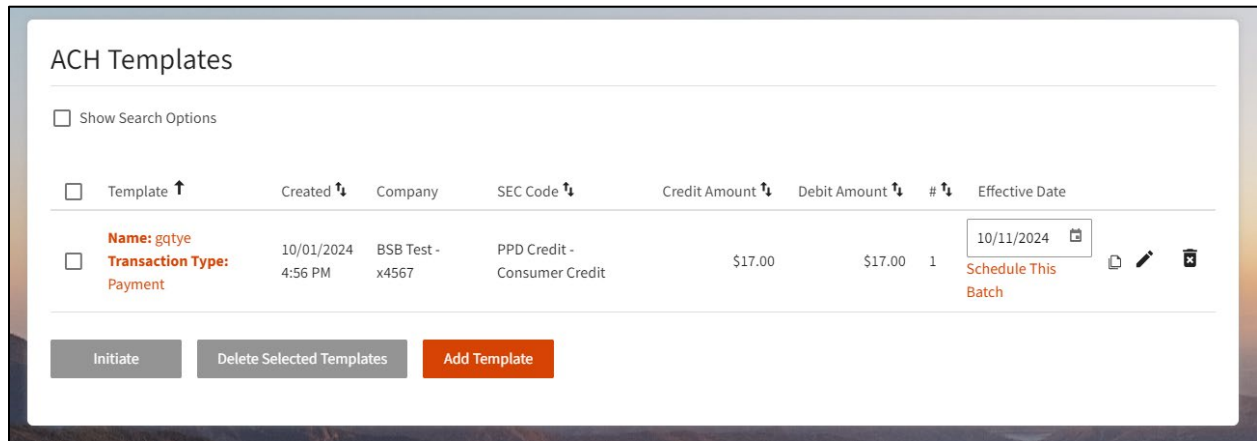 ACH Templates
Show Search Options
Template Created Company SEC Code Credit Amount Debit Amount # Effective Date
Name: gqtye
Transaction Type:
Payment
10/01/2024
4:56 PM
BSB Test -
x4567
PPD Credit -
Consumer Credit
$17.00
$17.00
1
10/11/2024
Schedule This
Batch
Initiate
Delete Selected Templates
Add Template